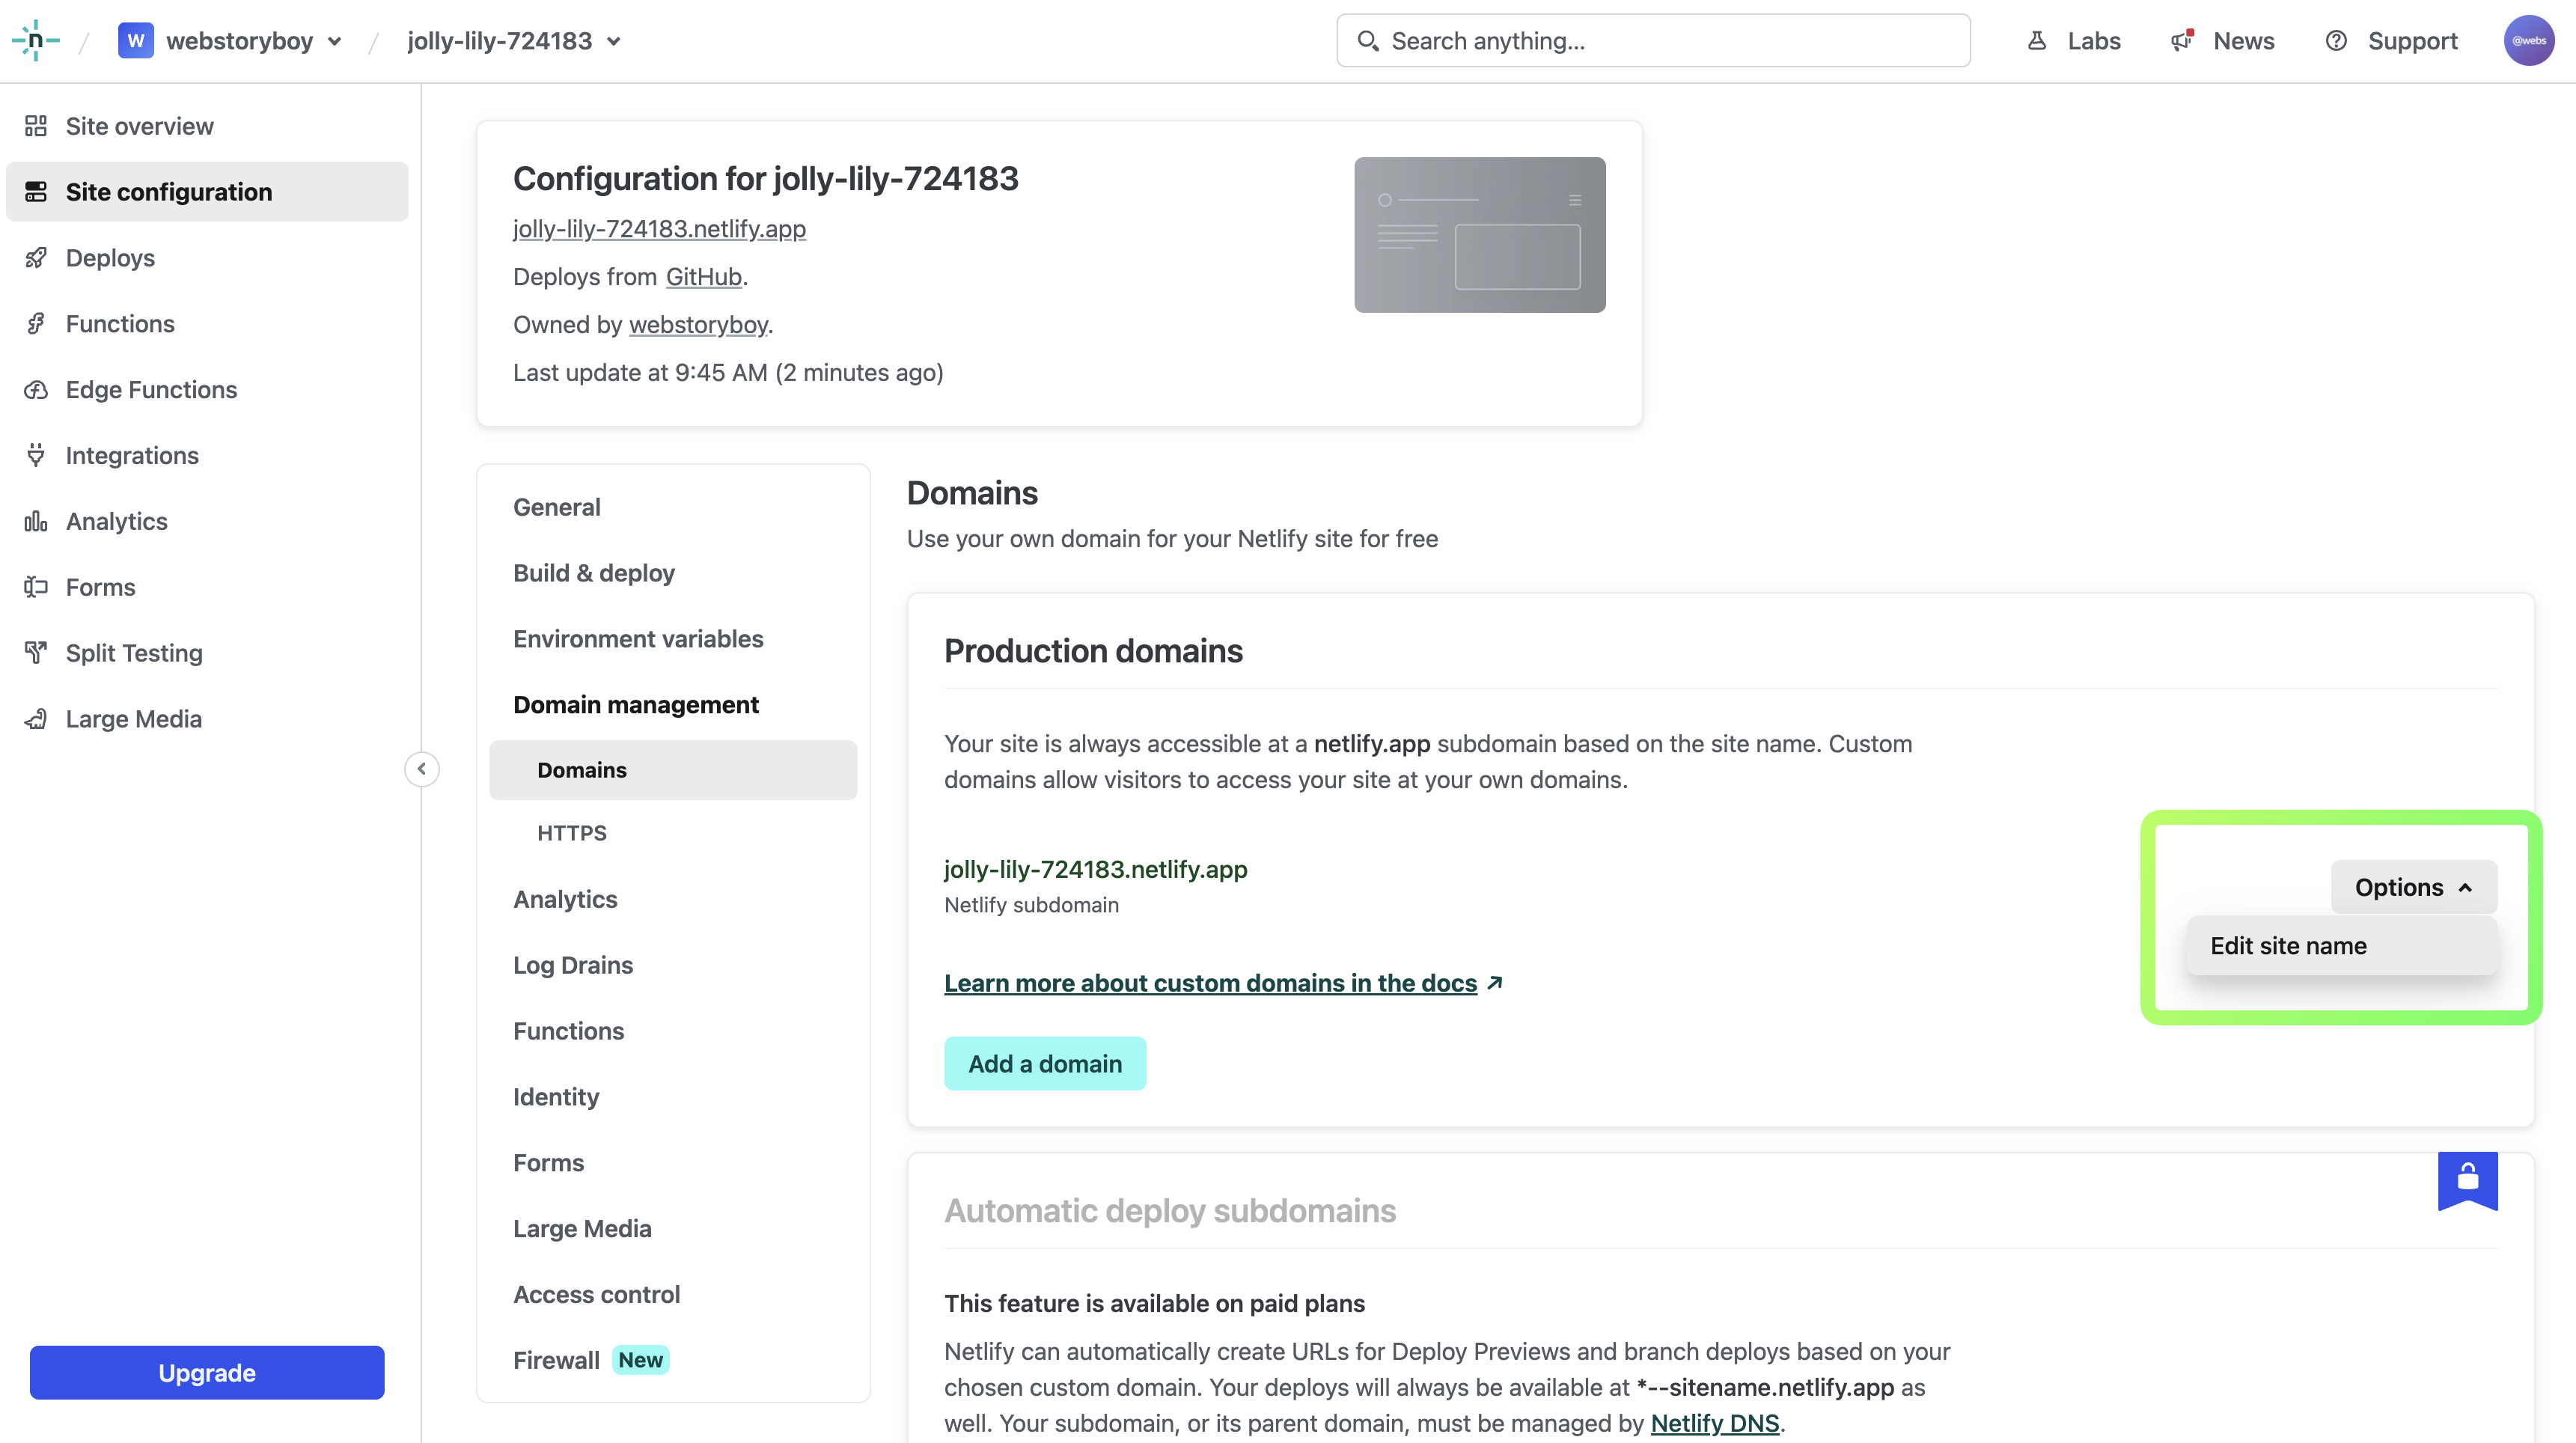 n / W webstoryboy / jolly-lily-724183
Search anything...
Labs
News
Support
@webs
Site overview
Site configuration
Deploys
Functions
Edge Functions
Integrations
Analytics
Forms
Split Testing
Large Media
Upgrade
Configuration for jolly-lily-724183
jolly-lily-724183.netlify.app
Deploys from GitHub.
Owned by webstoryboy.
Last update at 9:45 AM (2 minutes ago)
General
Build & deploy
Environment variables
Domain management
Domains
HTTPS
Analytics
Log Drains
Functions
Identity
Forms
Large Media
Access control
Firewall New
Domains
Use your own domain for your Netlify site for free
Production domains
Your site is always accessible at a netlify.app subdomain based on the site name. Custom
domains allow visitors to access your site at your own domains.
jolly-lily-724183.netlify.app
Netlify subdomain
Options
Edit site name
Learn more about custom domains in the docs
Add a domain
Automatic deploy subdomains
This feature is available on paid plans
Netlify can automatically create URLs for Deploy Previews and branch deploys based on your
chosen custom domain. Your deploys will always be available at *--sitename.netlify.app as
well. Your subdomain, or its parent domain, must be managed by Netlify DNS.